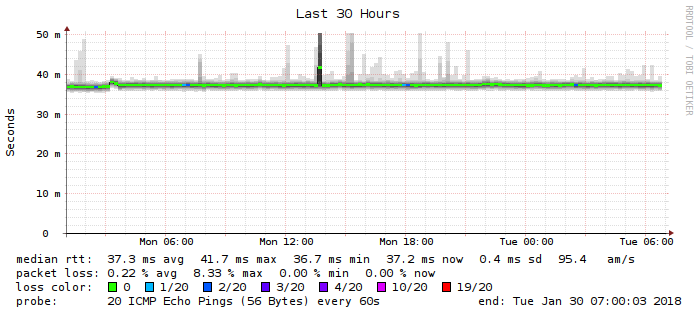 Last 30 Hours
RRDTOOL / TOBI OETIKER
Seconds
50 m
40 m
30 m
20 m
10 m
0
Mon 06:00 Mon 12:00 Mon 18:00 Tue 00:00 Tue 06:00
median rtt: 37.3 ms avg 41.7 ms max 36.7 ms min 37.2 ms now 0.4 ms sd 95.4 am/s
packet loss: 0.22 % avg 8.33 % max 0.00 % min 0.00 % now
loss color: 0 1/20 2/20 3/20 4/20 10/20 19/20
probe: 20 ICMP Echo Pings (56 Bytes) every 60s end: Tue Jan 30 07:00:03 2018